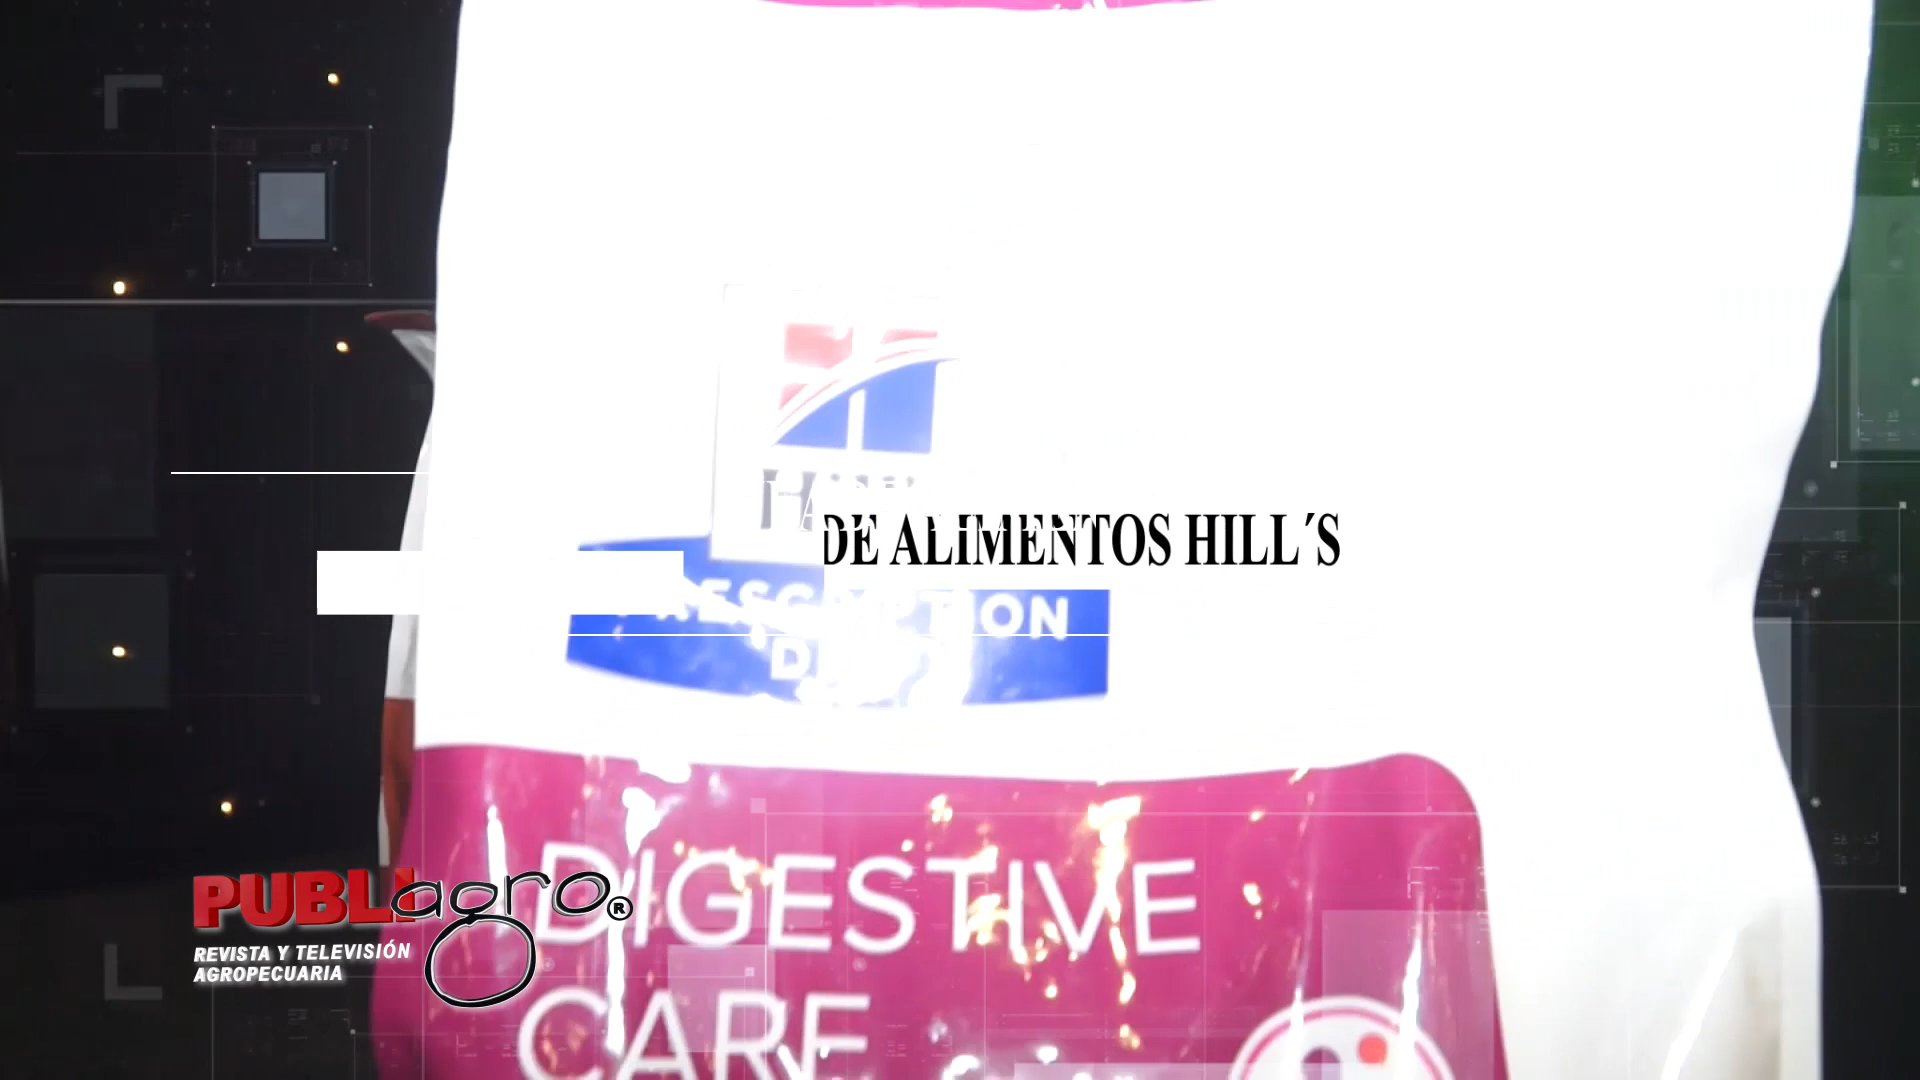 DE ALIMENTOS HILL´S
PRESCRIPTION
DIGESTIVE
CARE
PUBLIagro®
REVISTA Y TELEVISIÓN
AGROPECUARIA